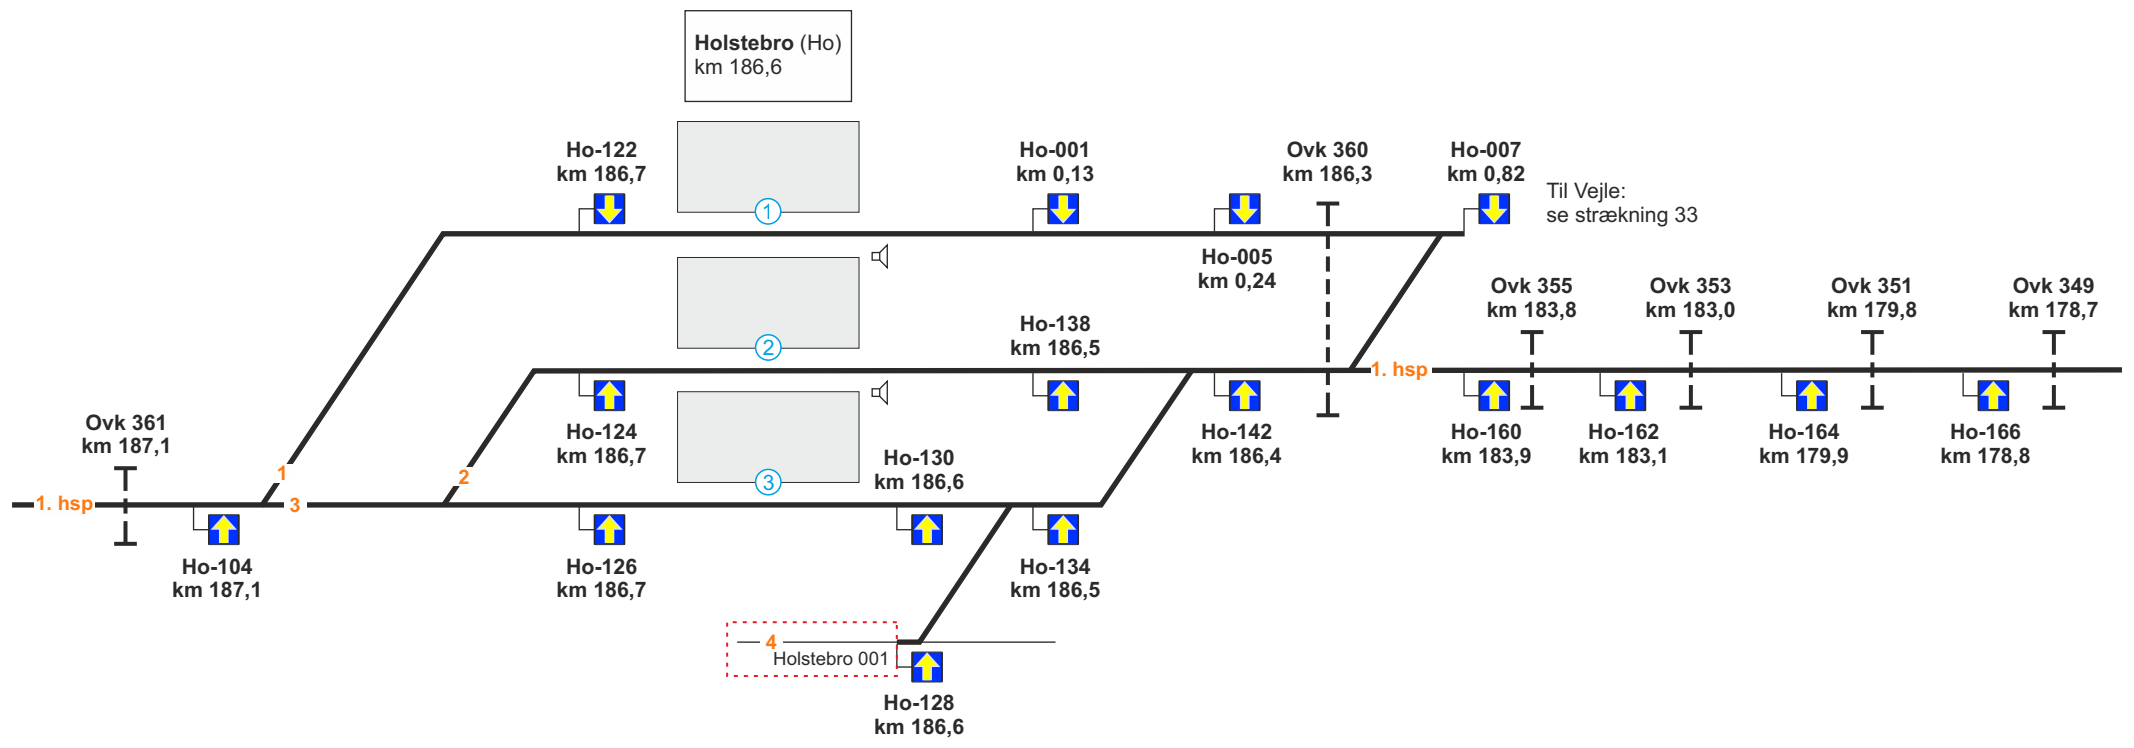 Holstebro (Ho)
km 186,6
Ho-122
km 186,7
Ho-001
km 0,13
Ovk 360
km 186,3
Ho-007
km 0,82
Til Vejle:
se strækning 33
1
Ho-005
km 0,24
Ovk 355
km 183,8
Ovk 353
km 183,0
Ovk 351
km 179,8
Ovk 349
km 178,7
Ho-138
km 186,5
2
1. hsp
Ho-124
km 186,7
Ho-142
km 186,4
Ho-160
km 183,9
Ho-162
km 183,1
Ho-164
km 179,9
Ho-166
km 178,8
Ovk 361
km 187,1
1
2
Ho-130
km 186,6
3
1. hsp
3
Ho-104
km 187,1
Ho-126
km 186,7
Ho-134
km 186,5
4
Holstebro 001
Ho-128
km 186,6